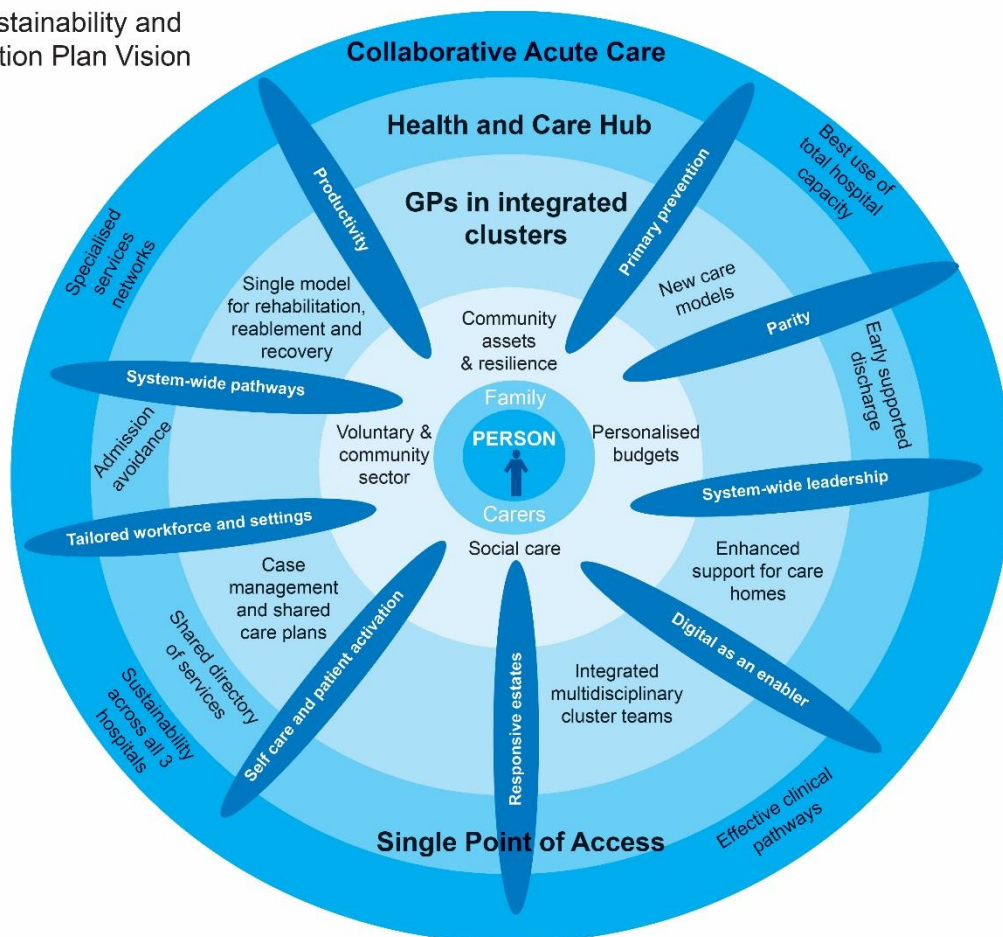 stainability and
tion Plan Vision
Collaborative Acute Care
Health and Care Hub
GPs in integrated
clusters
Productivity
Primary prevention
Best use of
total hospital
capacity
Specialised
services
networks
Single model
for rehabilitation,
reablement and
recovery
New care
models
Parity
Community
assets
& resilience
Early supported
discharge
System-wide pathways
Family
PERSON
Carers
Voluntary &
community
sector
Personalised
budgets
Admission
avoidance
System-wide leadership
Tailored workforce and settings
Social care
Case
management
and shared
care plans
Enhanced
support for care
homes
Shared directory
of services
Self care and patient activation
Digital as an enabler
Integrated
multidisciplinary
cluster teams
Responsive estates
Sustainability
across all 3
hospitals
Single Point of Access
Effective clinical
pathways